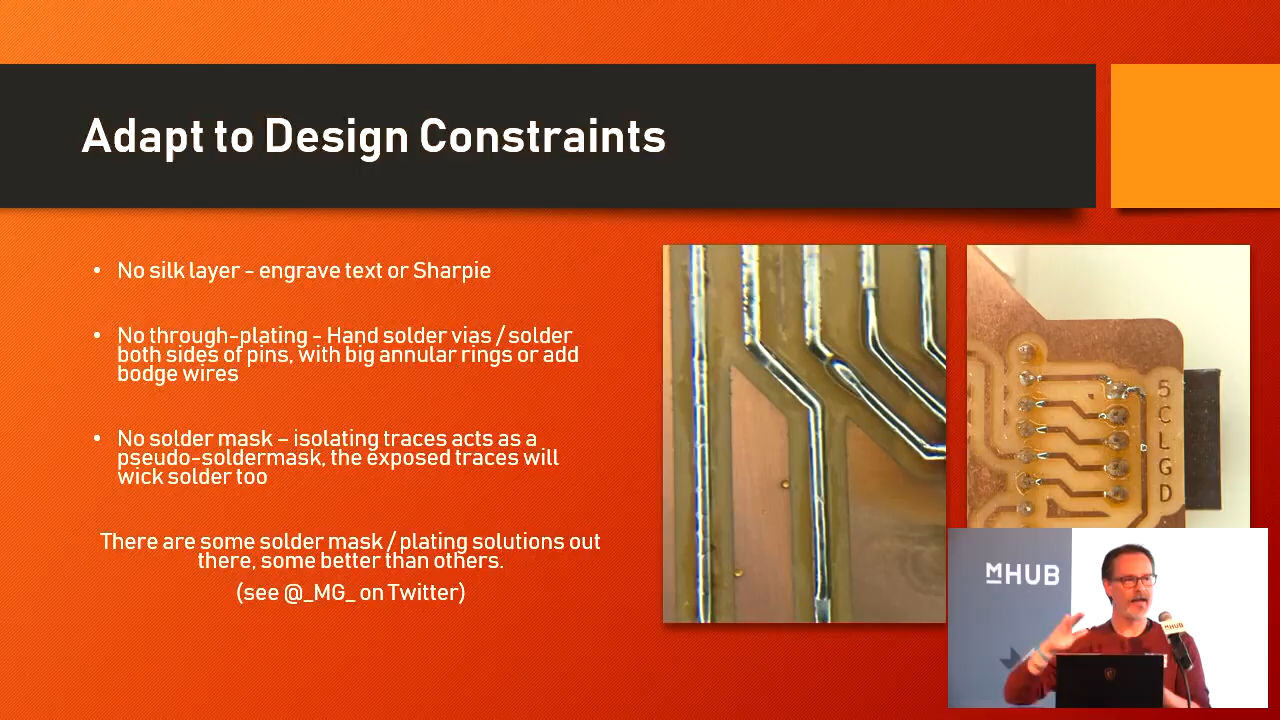 Adapt to Design Constraints
• No silk layer - engrave text or Sharpie
• No through-plating - Hand solder vias / solder
both sides of pins, with big annular rings or add
bodge wires
• No solder mask – isolating traces acts as a
pseudo-soldermask, the exposed traces will
wick solder too
There are some solder mask / plating solutions out
there, some better than others.
(see @_MG_ on Twitter)
5
C
L
G
D
mHUB
mHUB